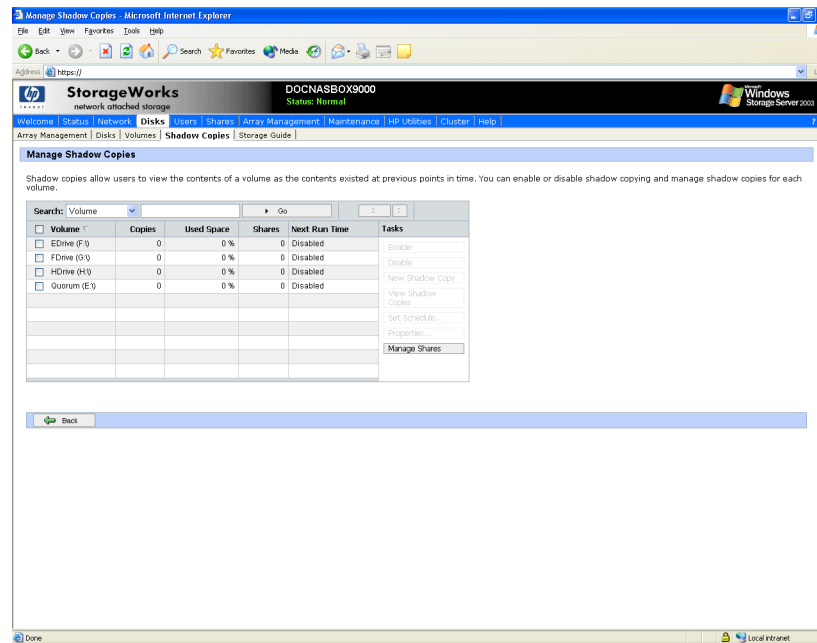 Manage Shadow Copies - Microsoft Internet Explorer
File Edit View Favorites Tools Help
Back Search Favorites Media
Address https://
hp invent StorageWorks DOCNASBOX9000 Microsoft Windows
network attached storage Status: Normal Storage Server 2003
Welcome | Status | Network | Disks | Users | Shares | Array Management | Maintenance | HP Utilities | Cluster | Help | ?
Array Management | Disks | Volumes | Shadow Copies | Storage Guide |
Manage Shadow Copies
Shadow copies allow users to view the contents of a volume as the contents existed at previous points in time. You can enable or disable shadow copying and manage shadow copies for each
volume.
Search: Volume Go
Volume Copies Used Space Shares Next Run Time Tasks
EDrive (F:\) 0 0 % 0 Disabled
Enable
FDrive (G:\) 0 0 % 0 Disabled
Disable
HDrive (H:\) 0 0 % 0 Disabled
New Shadow Copy
Quorum (E:\) 0 0 % 0 Disabled
View Shadow
Copies
Set Schedule...
Properties...
Manage Shares
Back
Done Local intranet